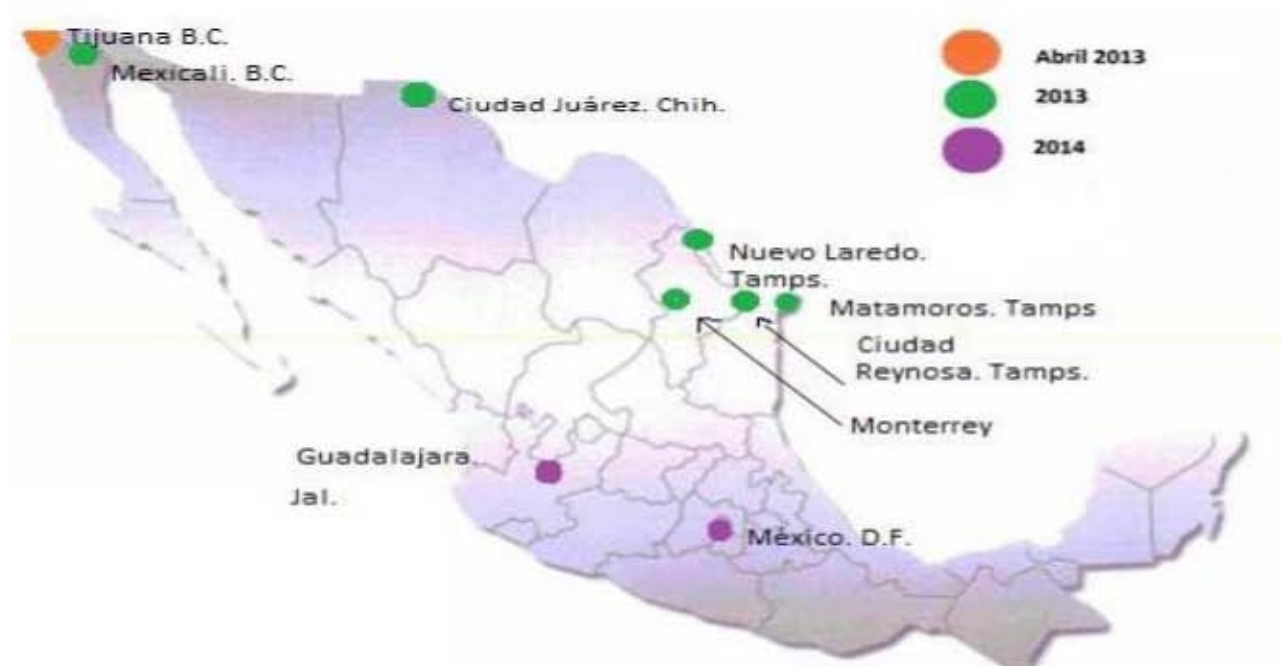 Tijuana B.C.
Mexicali. B.C.
Ciudad Juárez. Chih.
Abril 2013
2013
2014
Nuevo Laredo.
Tamps.
Matamoros. Tamps
Ciudad
Reynosa. Tamps.
Monterrey
Guadalajara.
Jal.
México. D.F.